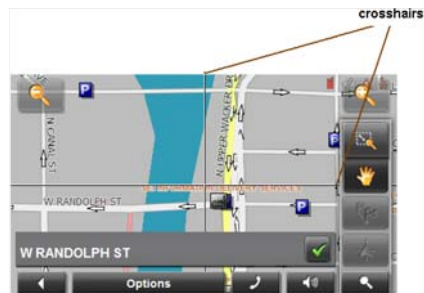 crosshairs
P
N CANAL ST
N UPPER WACKER DR
P
W RANDOLPH ST
P
W RANDOLPH ST
Options